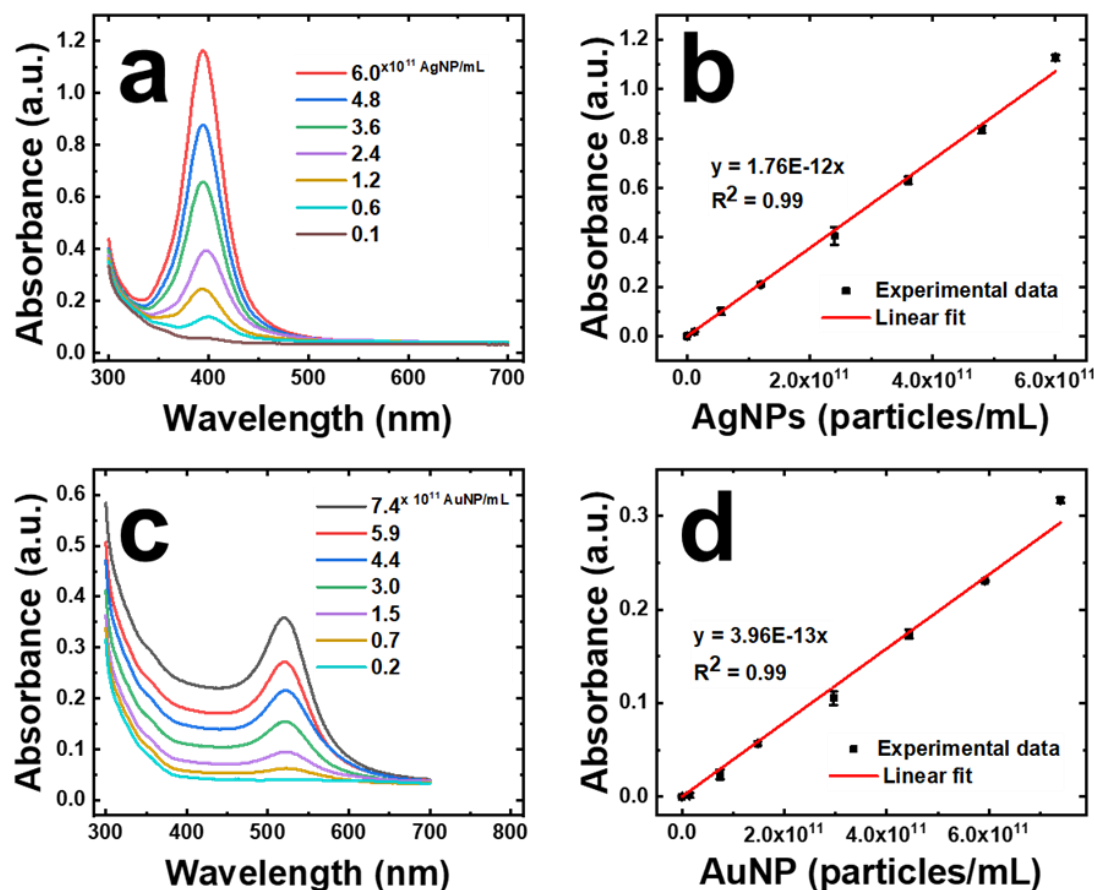 a
Absorbance (a.u.)
1.2
1.0
0.8
0.6
0.4
0.2
0.0
6.0x10¹¹ AgNP/mL
4.8
3.6
2.4
1.2
0.6
0.1
300 400 500 600 700
Wavelength (nm)
b
Absorbance (a.u.)
1.2
1.0
0.8
0.6
0.4
0.2
0.0
y = 1.76E-12x
R² = 0.99
Experimental data
Linear fit
0.0 2.0x10¹¹ 4.0x10¹¹ 6.0x10¹¹
AgNPs (particles/mL)
c
Absorbance (a.u.)
0.6
0.5
0.4
0.3
0.2
0.1
0.0
7.4x 10¹¹ AuNP/mL
5.9
4.4
3.0
1.5
0.7
0.2
300 400 500 600 700 800
Wavelength (nm)
d
Absorbance (a.u.)
0.3
0.2
0.1
0.0
y = 3.96E-13x
R² = 0.99
Experimental data
Linear fit
0.0 2.0x10¹¹ 4.0x10¹¹ 6.0x10¹¹
AuNP (particles/mL)